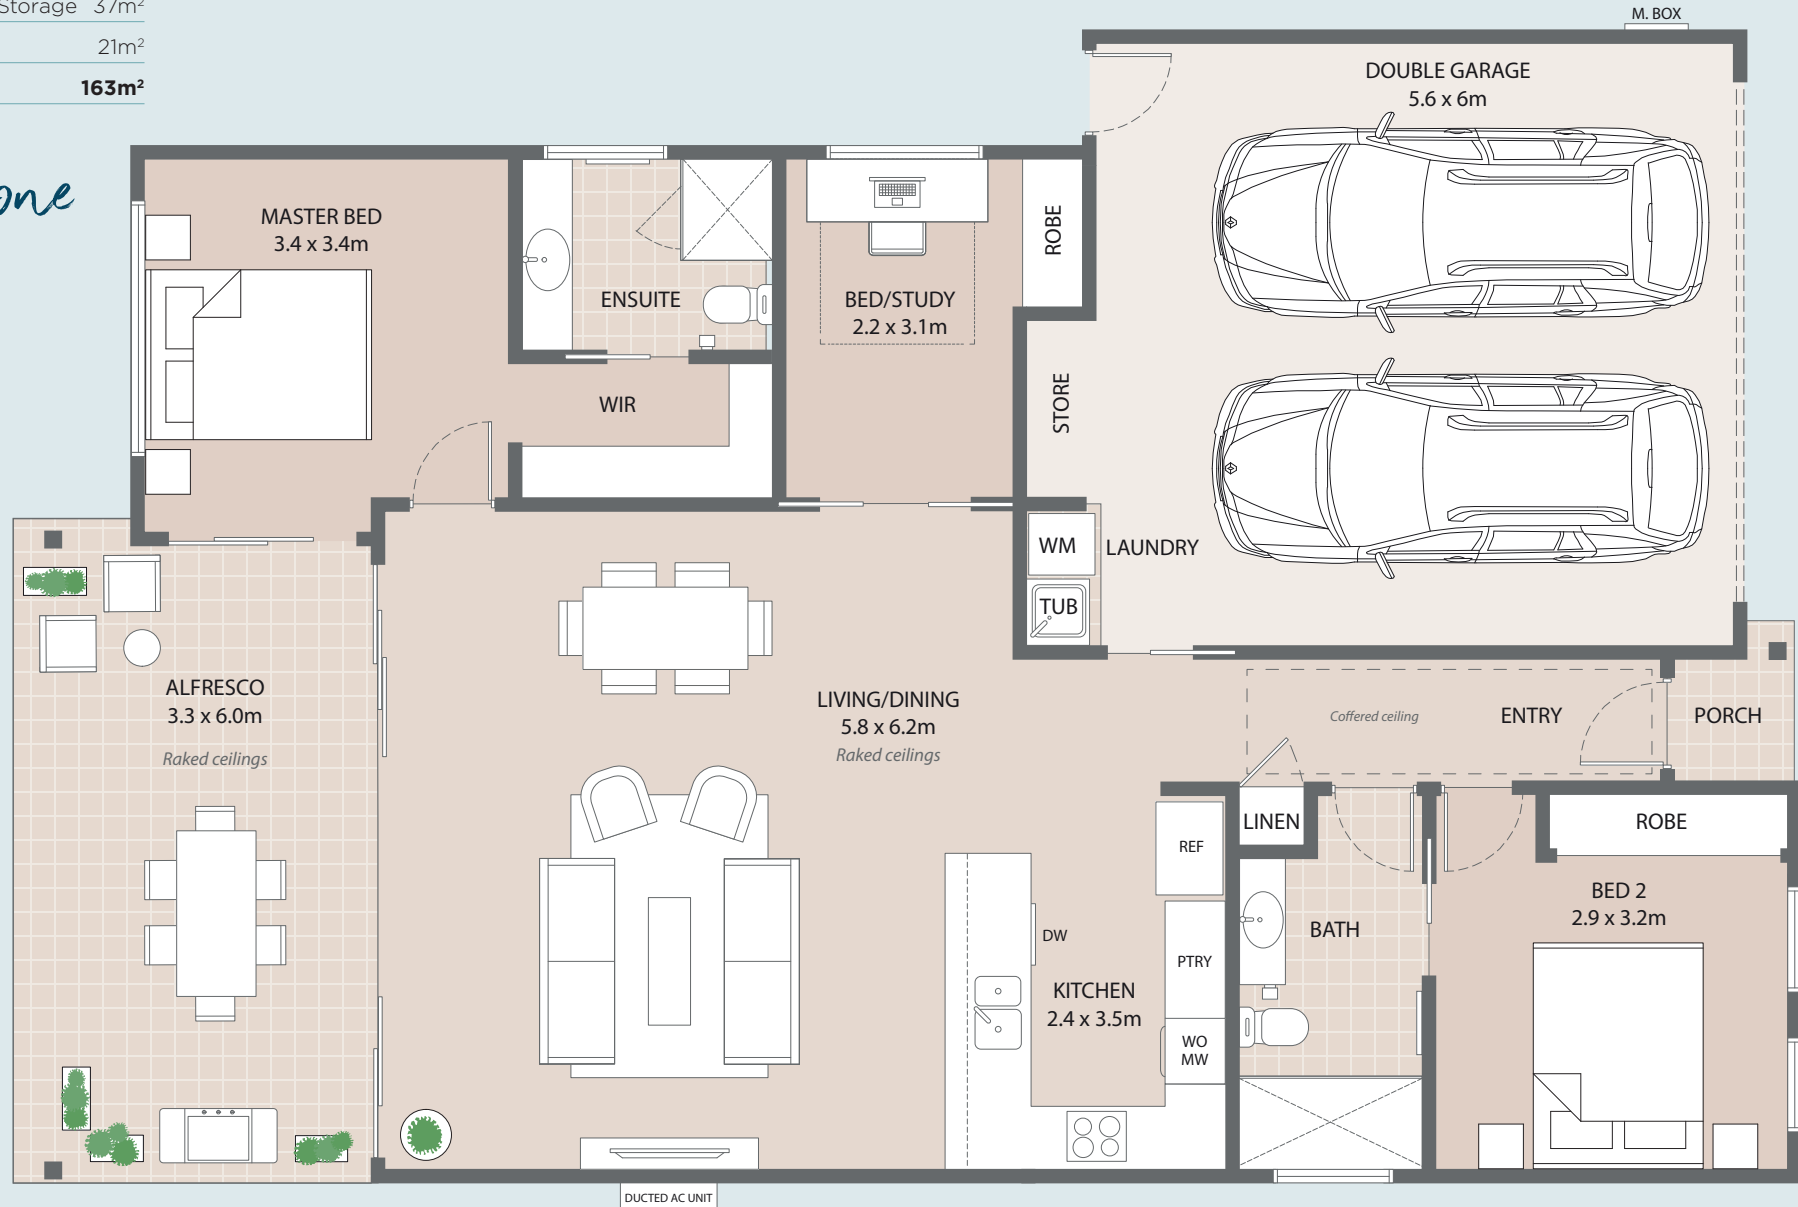 Storage 37m²
21m²
163m²
M. BOX
DOUBLE GARAGE
5.6 x 6m
one
MASTER BED
3.4 x 3.4m
ENSUITE
BED/STUDY
2.2 x 3.1m
ROBE
WIR
STORE
WM
LAUNDRY
TUB
ALFRESCO
3.3 x 6.0m
Raked ceilings
LIVING/DINING
5.8 x 6.2m
Raked ceilings
Coffered ceiling
ENTRY
PORCH
LINEN
REF
ROBE
BED 2
2.9 x 3.2m
BATH
DW
PTRY
KITCHEN
2.4 x 3.5m
WO
MW
DUCTED AC UNIT